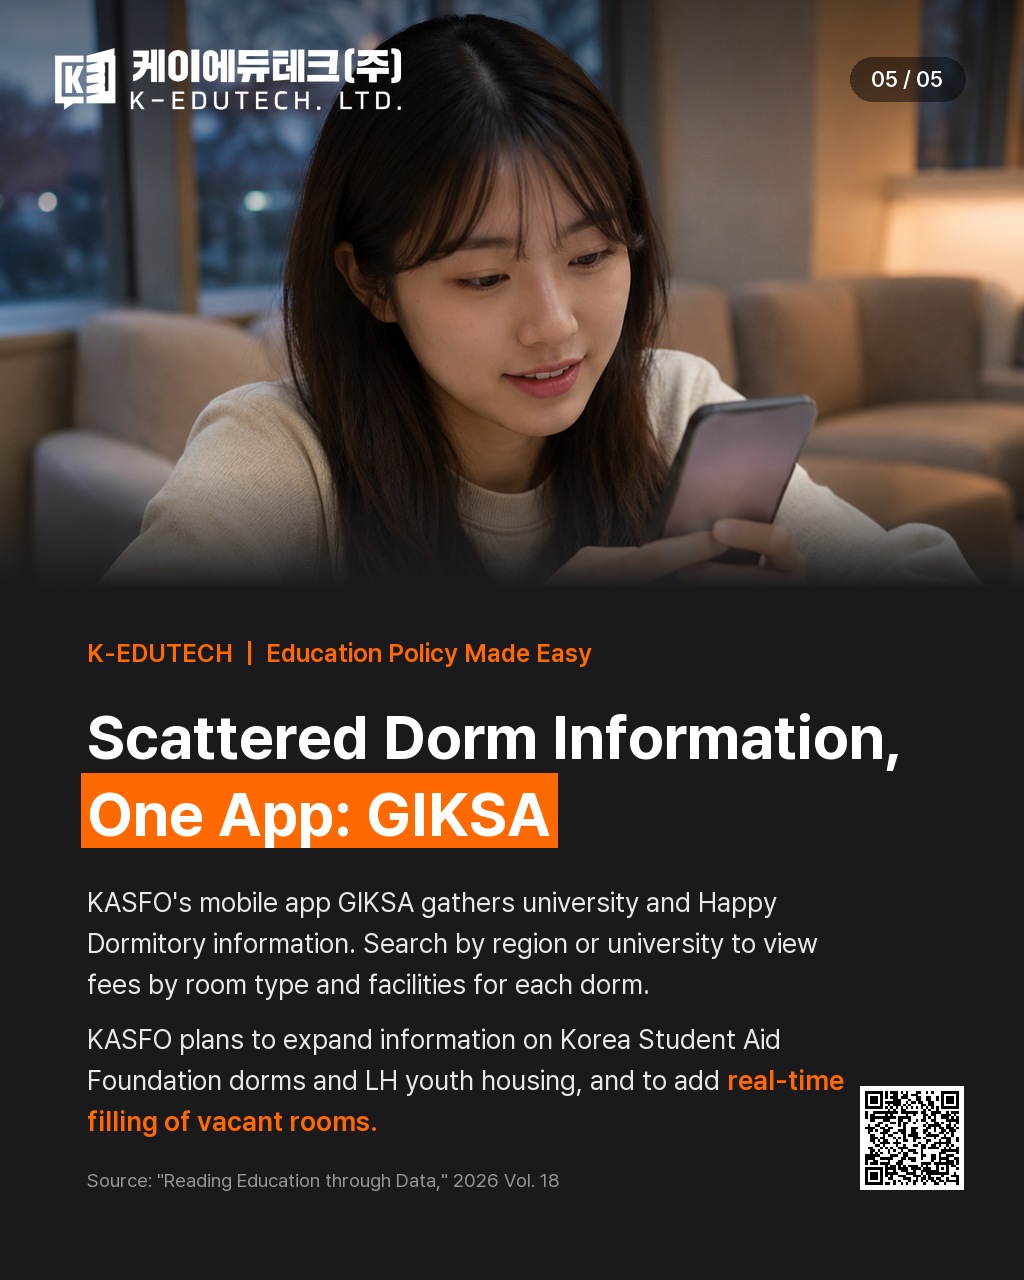 케이에듀테크(주)
K-EDUTECH. LTD.
05 / 05
K-EDUTECH | Education Policy Made Easy
Scattered Dorm Information,
One App: GIKSA
KASFO's mobile app GIKSA gathers university and Happy
Dormitory information. Search by region or university to view
fees by room type and facilities for each dorm.
KASFO plans to expand information on Korea Student Aid
Foundation dorms and LH youth housing, and to add real-time
filling of vacant rooms.
Source: "Reading Education through Data," 2026 Vol. 18